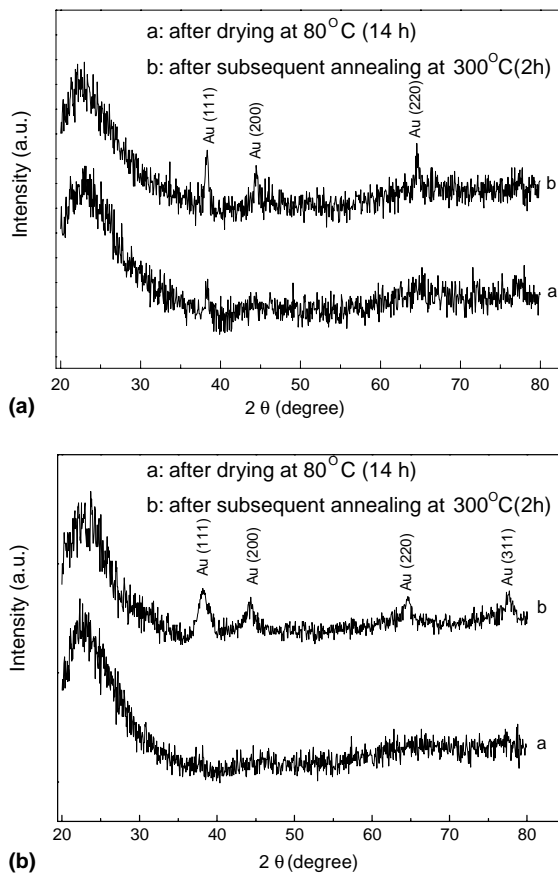 a: after drying at 80°C (14 h)
b: after subsequent annealing at 300°C(2h)
Au (111)
Au (200)
Au (220)
b
a
Intensity (a.u.)
20 30 40 50 60 70 80
(a)
2 θ (degree)
a: after drying at 80°C (14 h)
b: after subsequent annealing at 300°C(2h)
Au (111)
Au (200)
Au (220)
Au (311)
b
a
Intensity (a.u.)
20 30 40 50 60 70 80
(b)
2 θ (degree)